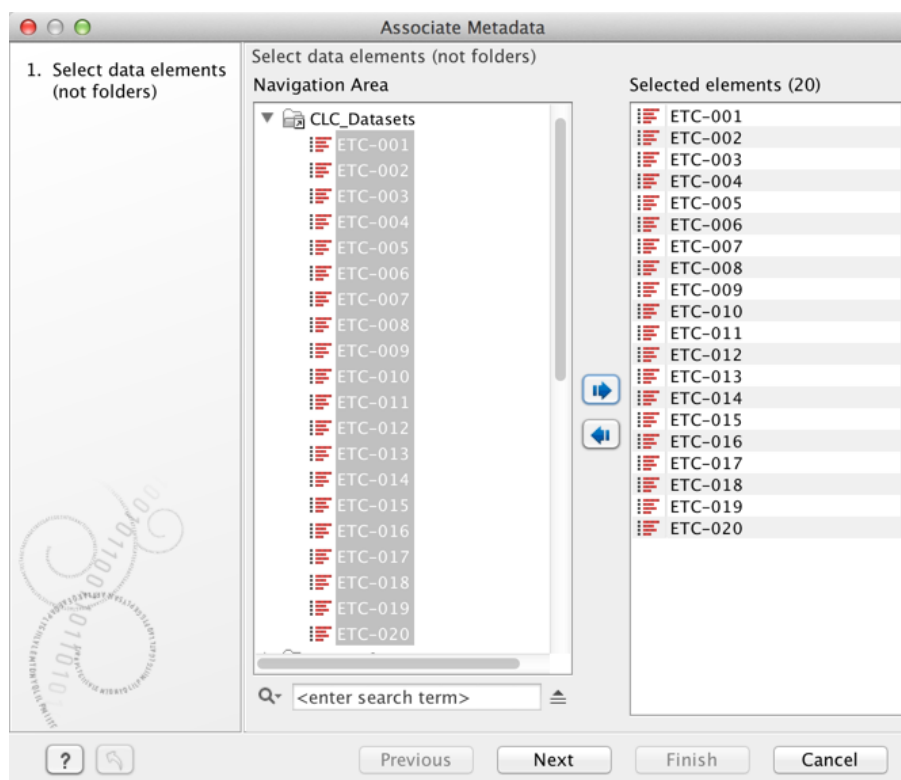 Associate Metadata
1. Select data elements
(not folders)
Select data elements (not folders)
Navigation Area
CLC_Datasets
ETC-001
ETC-002
ETC-003
ETC-004
ETC-005
ETC-006
ETC-007
ETC-008
ETC-009
ETC-010
ETC-011
ETC-012
ETC-013
ETC-014
ETC-015
ETC-016
ETC-017
ETC-018
ETC-019
ETC-020
<enter search term>
Selected elements (20)
ETC-001
ETC-002
ETC-003
ETC-004
ETC-005
ETC-006
ETC-007
ETC-008
ETC-009
ETC-010
ETC-011
ETC-012
ETC-013
ETC-014
ETC-015
ETC-016
ETC-017
ETC-018
ETC-019
ETC-020
?
Previous
Next
Finish
Cancel